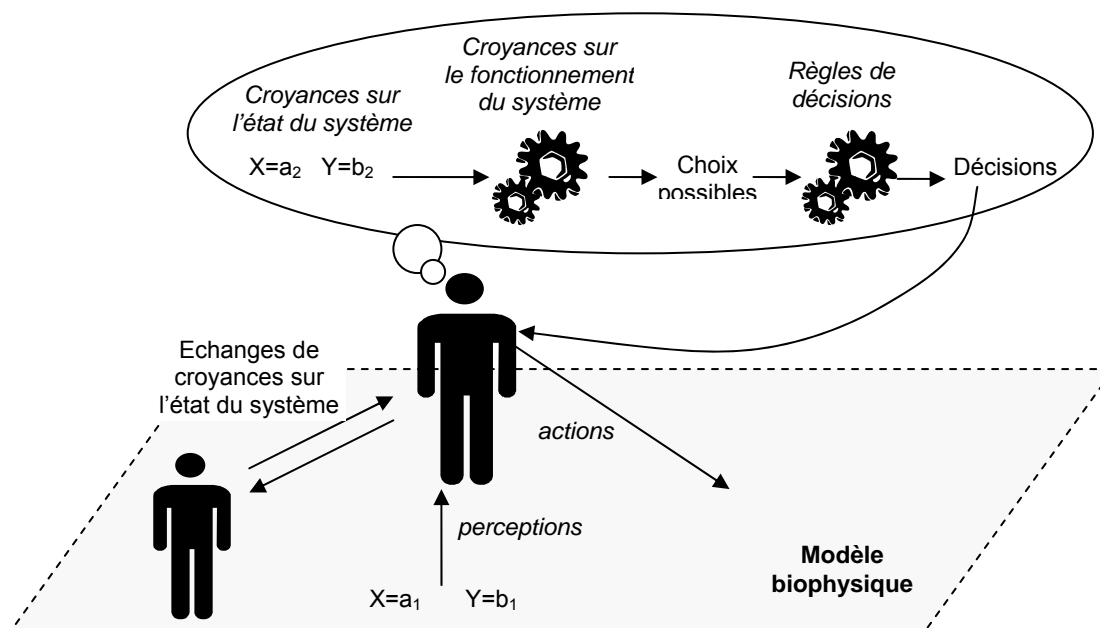 Croyances sur
l'état du système
X=a₂ Y=b₂
Croyances sur
le fonctionnement
du système
Choix
possibles
Règles de
décisions
Décisions
Echanges de
croyances sur
l'état du système
actions
perceptions
X=a₁ Y=b₁
Modèle
biophysique